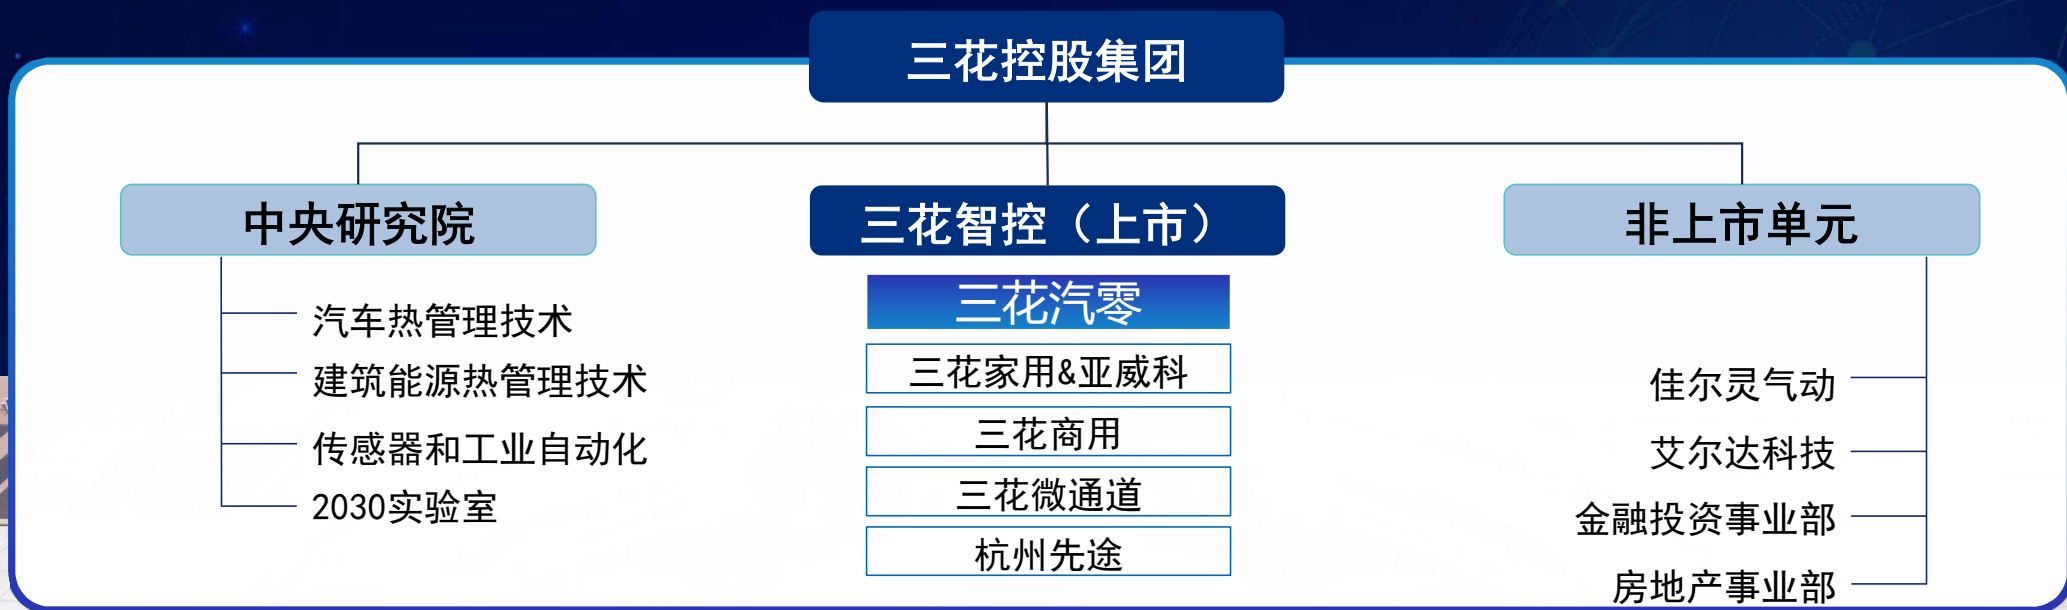 三花控股集团
中央研究院
汽车热管理技术
建筑能源热管理技术
传感器和工业自动化
2030实验室
三花智控（上市）
三花汽零
三花家用&亚威科
三花商用
三花微通道
杭州先途
非上市单元
佳尔灵气动
艾尔达科技
金融投资事业部
房地产事业部